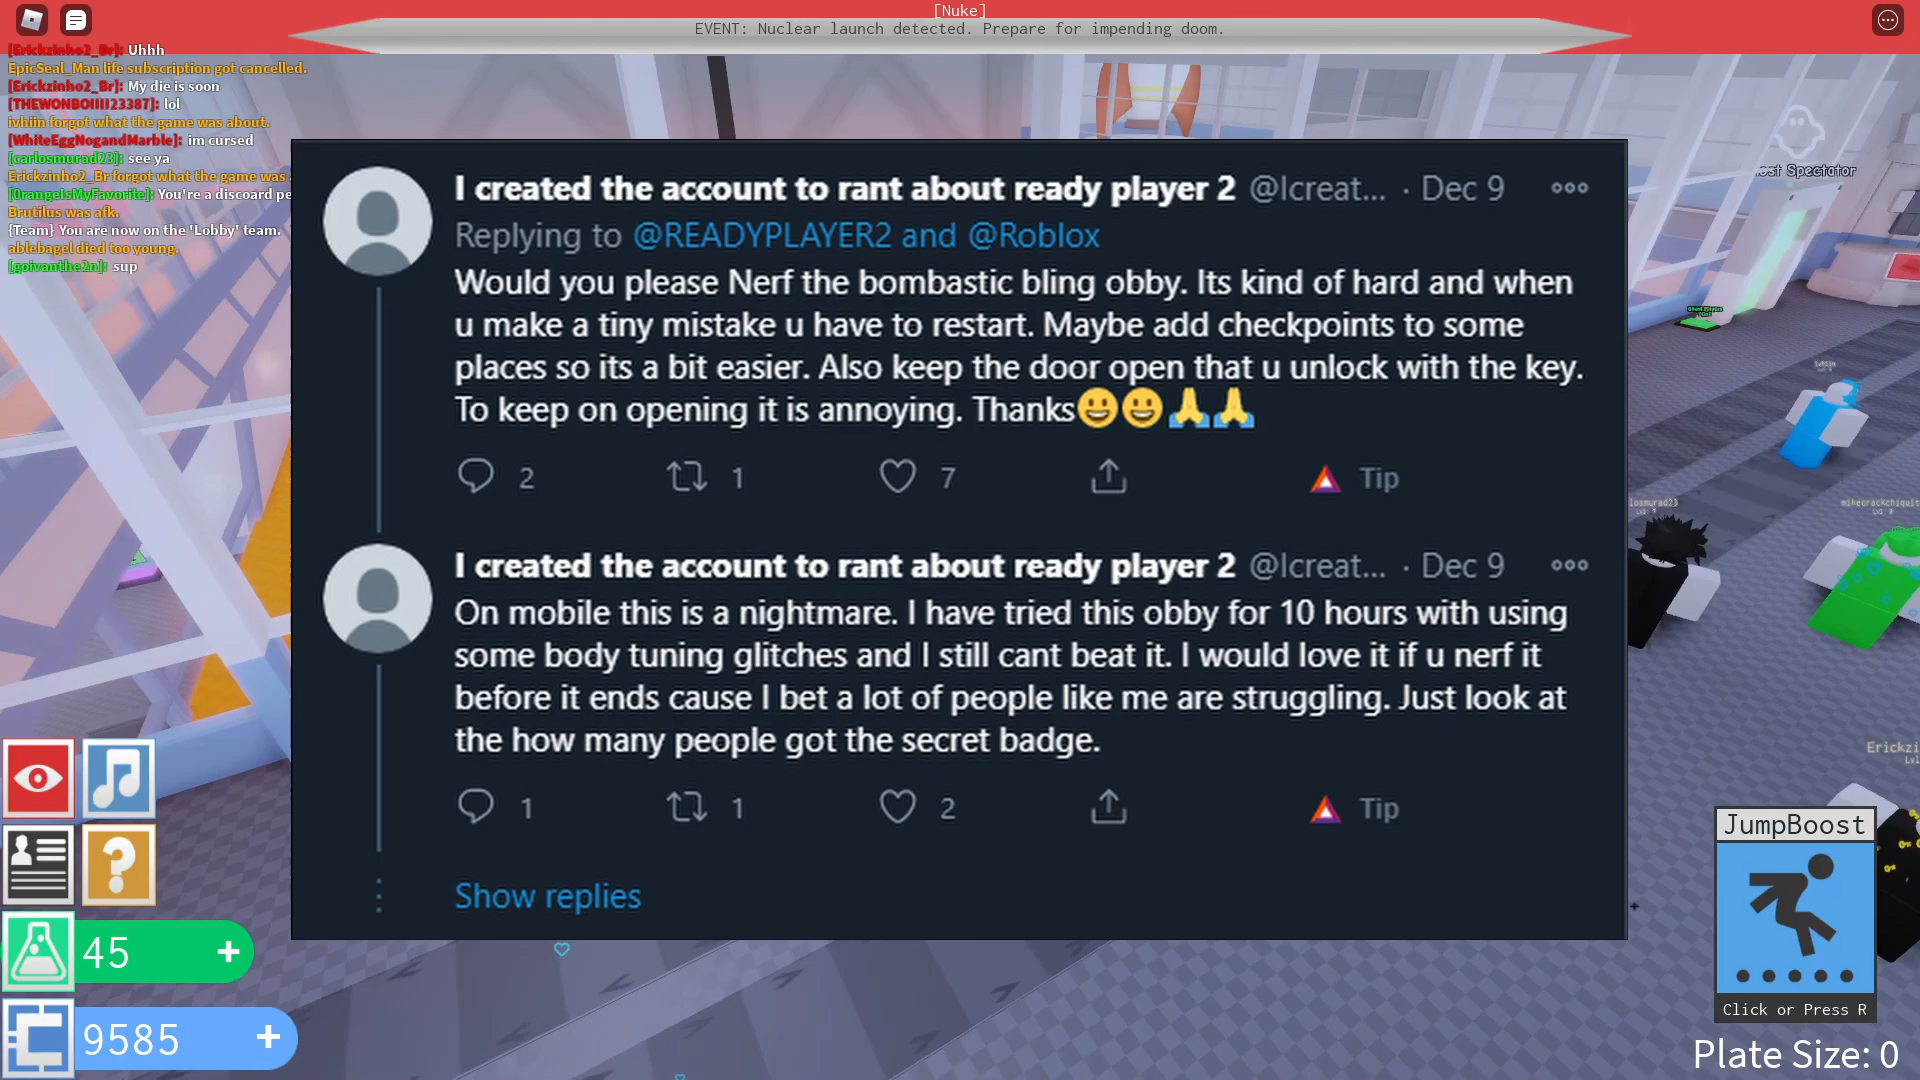 [Nuke]
EVENT: Nuclear launch detected. Prepare for impending doom.
[Erickzinho2_Br]: Uhhh
EpicSeal_Man life subscription got cancelled.
[Erickzinho2_Br]: My die is soon
[THEWONBOIIII23387]: lol
ivhiin forgot what the game was about.
[WhiteEggNogandMarble]: im cursed
[carlosmurad23]: see ya
Erickzinho2_Br forgot what the game was
[OrangeIsMyFavorite]: You're a discoard pe
Brutilus was afk.
{Team} You are now on the 'Lobby' team.
ablebagel died too young.
[goivanthe2n]: sup
I created the account to rant about ready player 2 @Icreat... · Dec 9
Replying to @READYPLAYER2 and @Roblox
Would you please Nerf the bombastic bling obby. Its kind of hard and when
u make a tiny mistake u have to restart. Maybe add checkpoints to some
places so its a bit easier. Also keep the door open that u unlock with the key.
To keep on opening it is annoying. Thanks😀😀🙏🙏
2 1 7 Tip
I created the account to rant about ready player 2 @Icreat... · Dec 9
On mobile this is a nightmare. I have tried this obby for 10 hours with using
some body tuning glitches and I still cant beat it. I would love it if u nerf it
before it ends cause I bet a lot of people like me are struggling. Just look at
the how many people got the secret badge.
1 1 2 Tip
Show replies
Spectator
losmurad23
mikecrackchiquit
Erickzi
Lvl
45 +
9585 +
JumpBoost
Click or Press R
Plate Size: 0